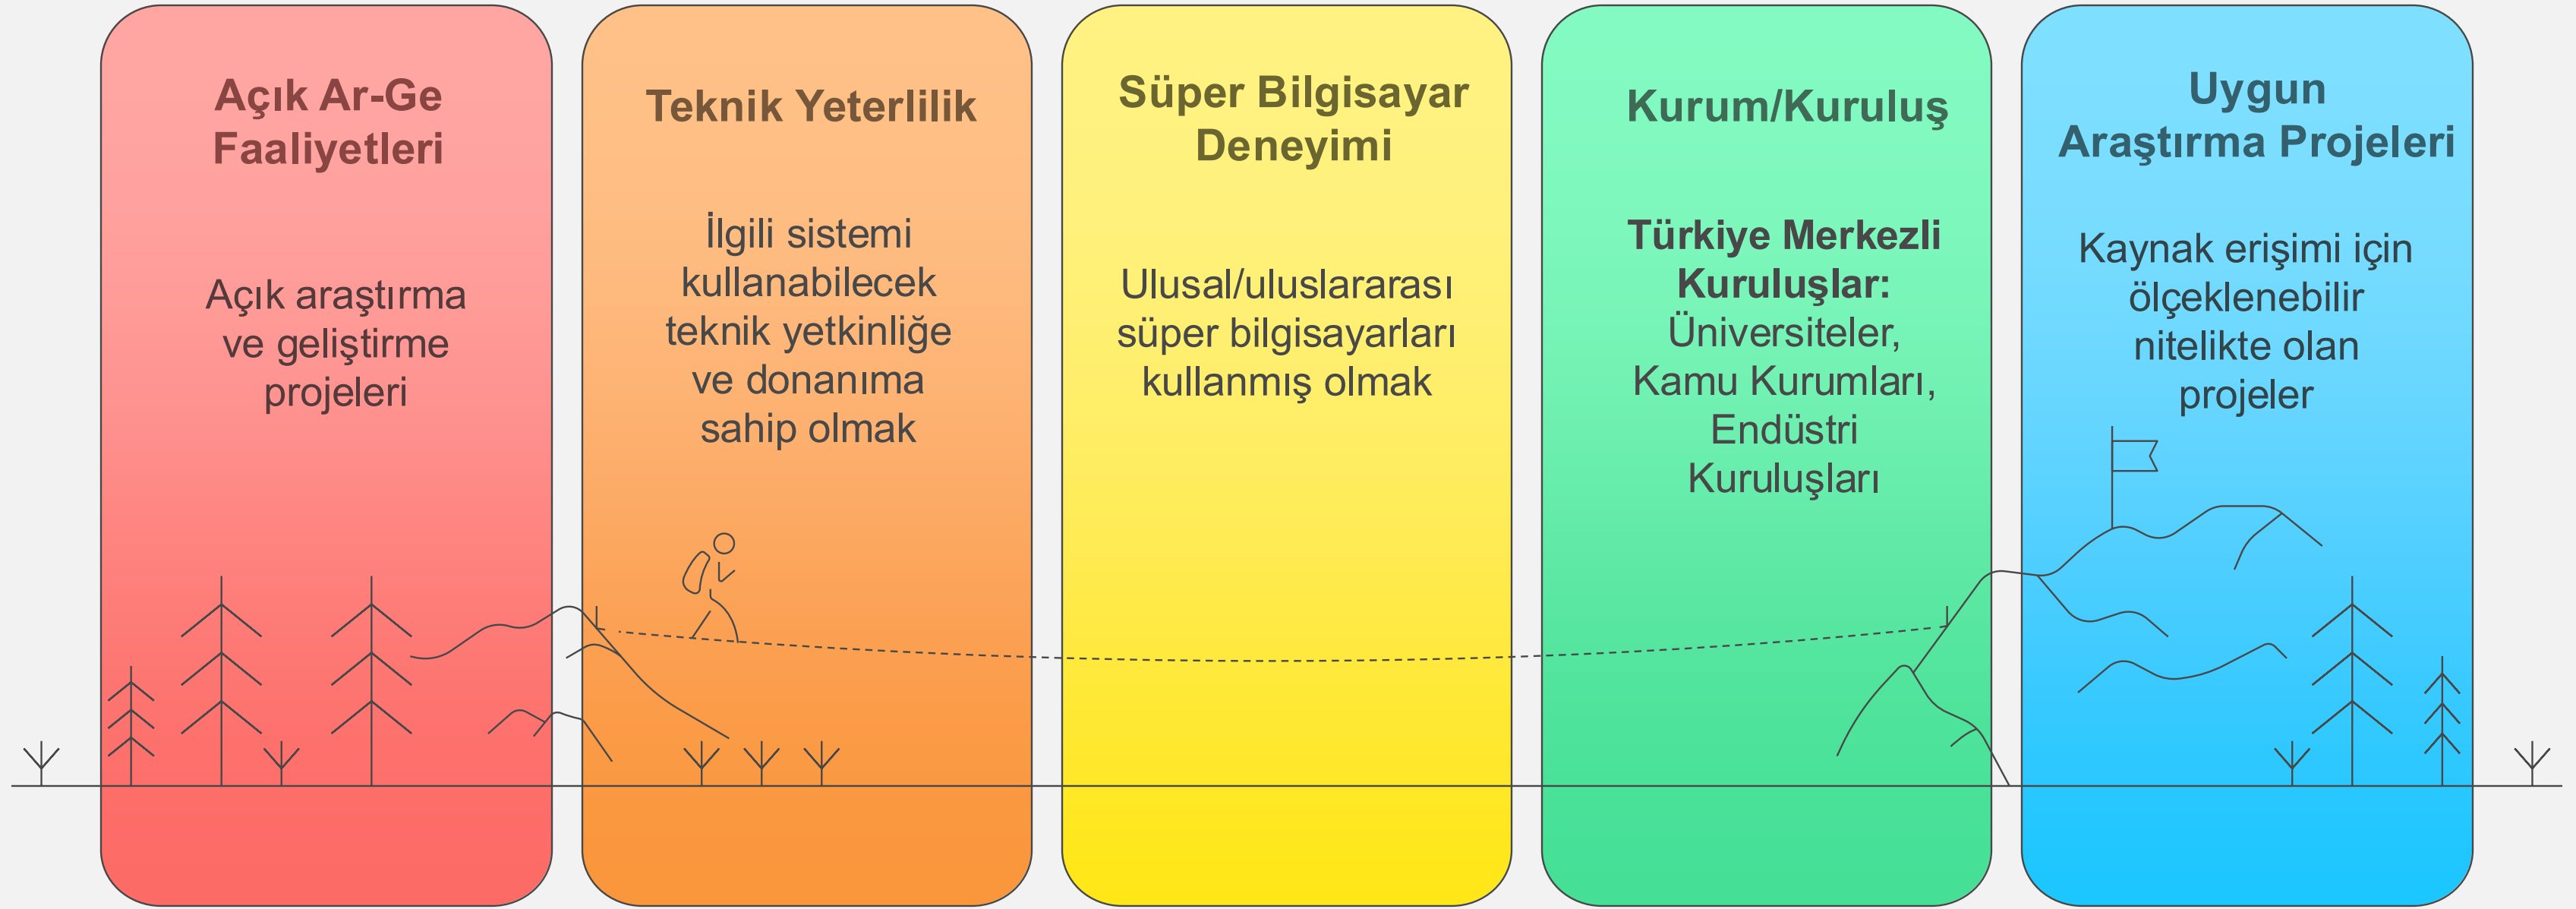 Açık Ar-Ge
Faaliyetleri
Açık araştırma
ve geliştirme
projeleri
Teknik Yeterlilik
İlgili sistemi
kullanabilecek
teknik yetkinliğe
ve donanıma
sahip olmak
Süper Bilgisayar
Deneyimi
Ulusal/uluslararası
süper bilgisayarları
kullanmış olmak
Kurum/Kuruluş
Türkiye Merkezli
Kuruluşlar:
Üniversiteler,
Kamu Kurumları,
Endüstri
Kuruluşları
Uygun
Araştırma Projeleri
Kaynak erişimi için
ölçeklenebilir
nitelikte olan
projeler